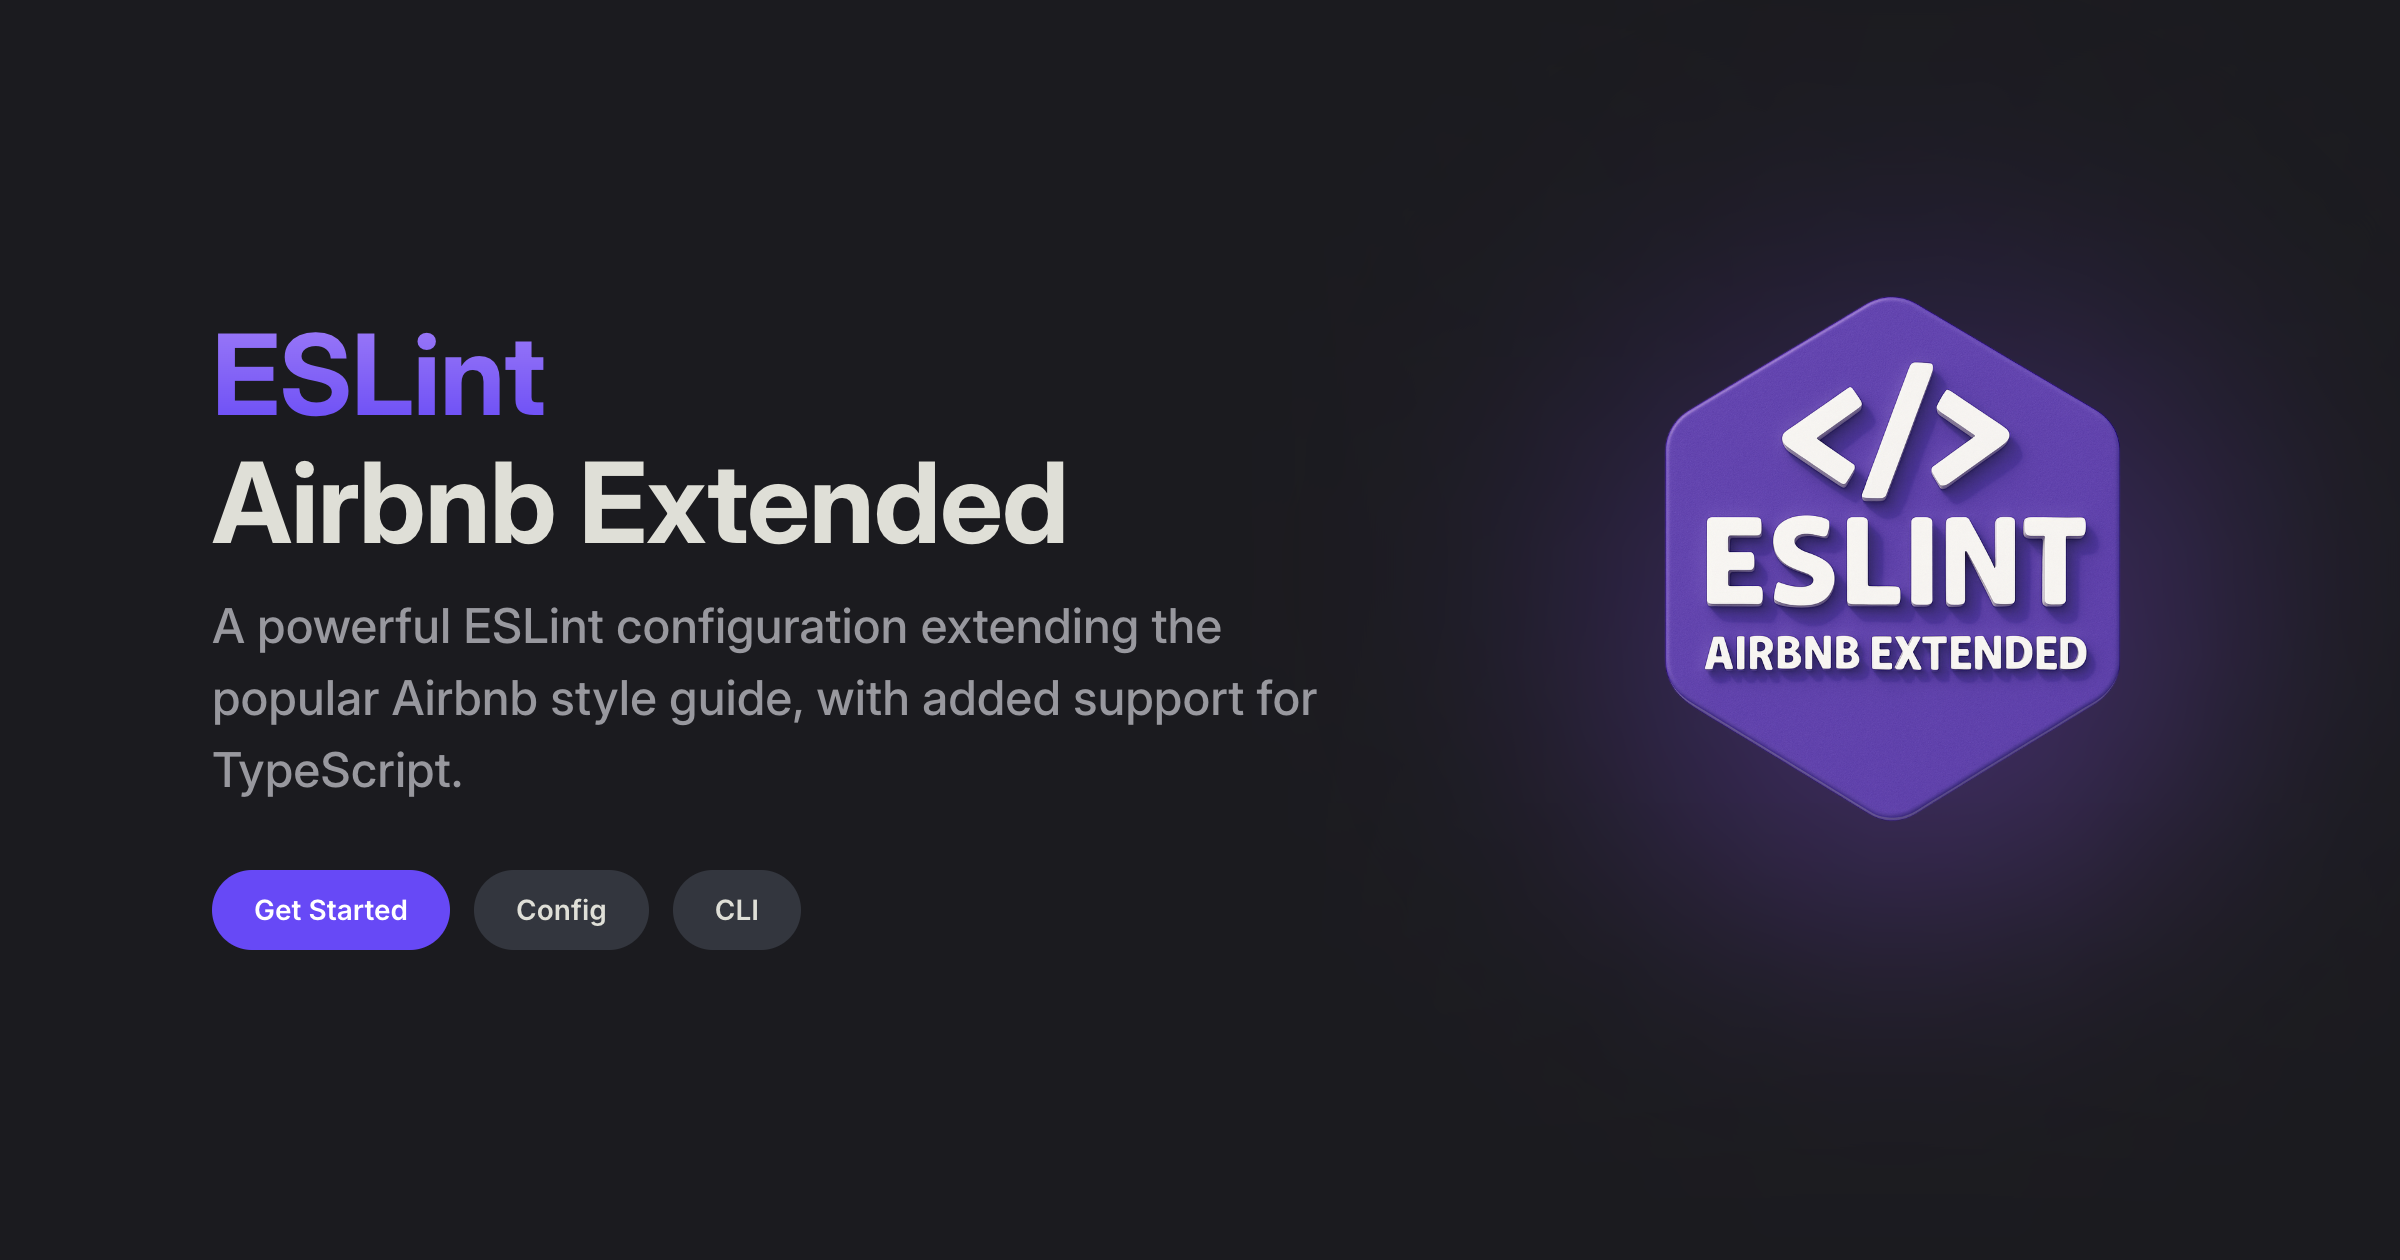 ESLint
Airbnb Extended
A powerful ESLint configuration extending the
popular Airbnb style guide, with added support for
TypeScript.
Get Started
Config
CLI
</>
ESLINT
AIRBNB EXTENDED